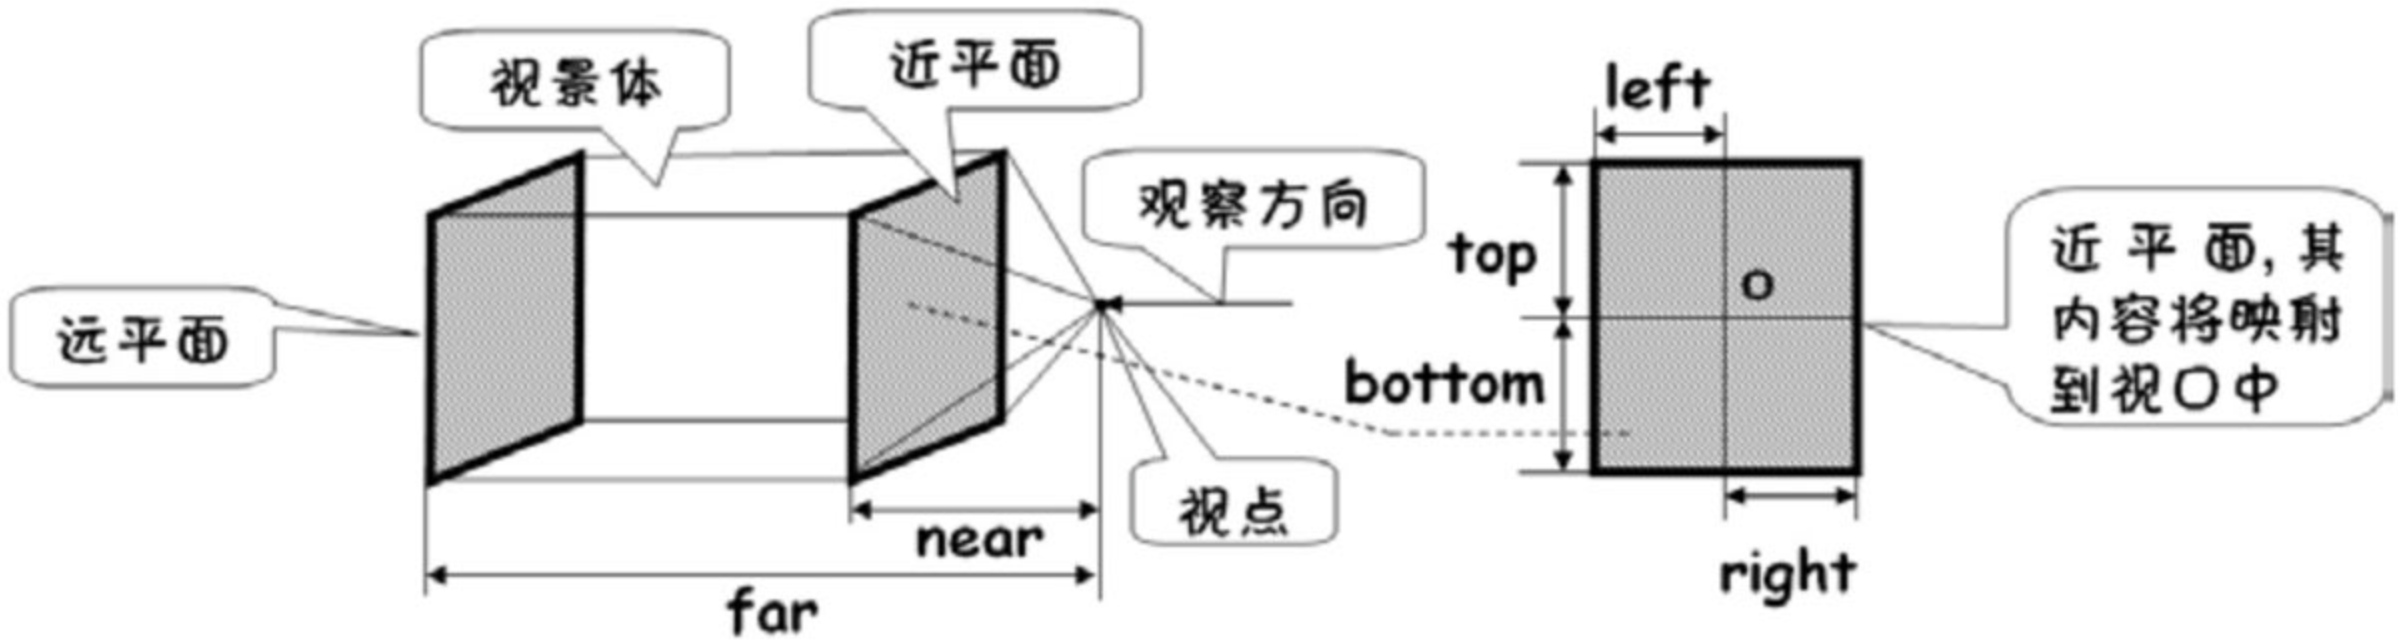 视景体
近平面
观察方向
远平面
视点
near
far
left
top
O
bottom
right
近平面,其
内容将映射
到视口中